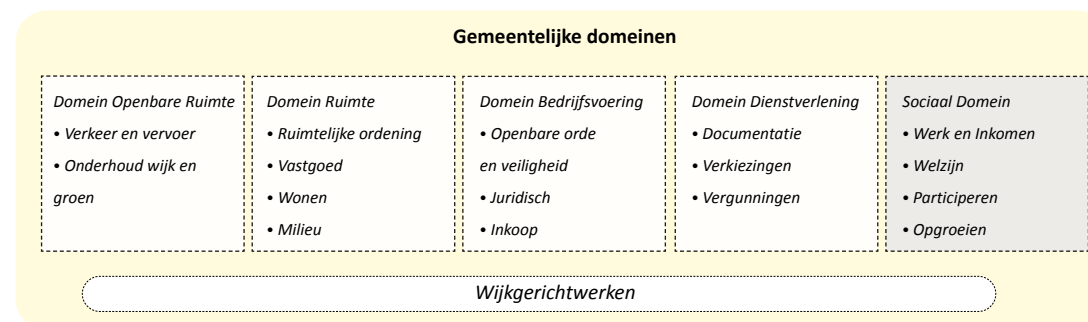 Gemeentelijke domeinen
Domein Openbare Ruimte
• Verkeer en vervoer
• Onderhoud wijk en
groen
Domein Ruimte
• Ruimtelijke ordening
• Vastgoed
• Wonen
• Milieu
Domein Bedrijfsvoering
• Openbare orde
en veiligheid
• Juridisch
• Inkoop
Domein Dienstverlening
• Documentatie
• Verkiezingen
• Vergunningen
Sociaal Domein
• Werk en Inkomen
• Welzijn
• Participeren
• Opgroeien
Wijkgerichtwerken